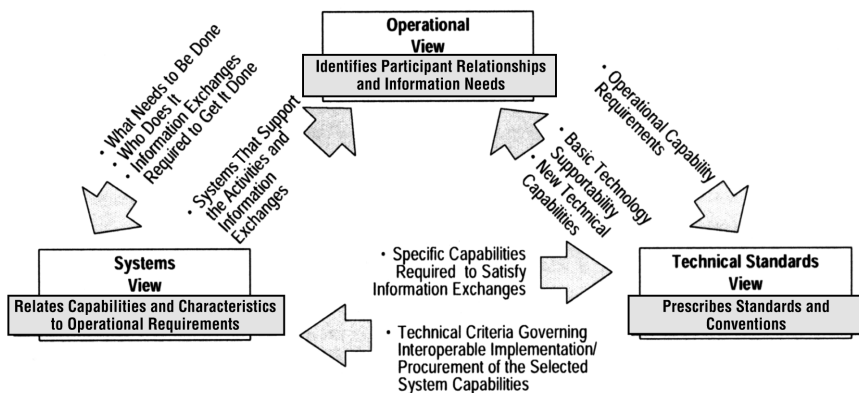 Operational
View
Identifies Participant Relationships
and Information Needs
• What Needs to Be Done
• Who Does It
• Information Exchanges
Required to Get It Done
• Systems That Support
the Activities and
Information
Exchanges
• Operational Capability
Requirements
• Basic Technology
Supportability
• New Technical
Capabilities
Systems
View
Relates Capabilities and Characteristics
to Operational Requirements
• Specific Capabilities
Required to Satisfy
Information Exchanges
Technical Standards
View
Prescribes Standards and
Conventions
• Technical Criteria Governing
Interoperable Implementation/
Procurement of the Selected
System Capabilities